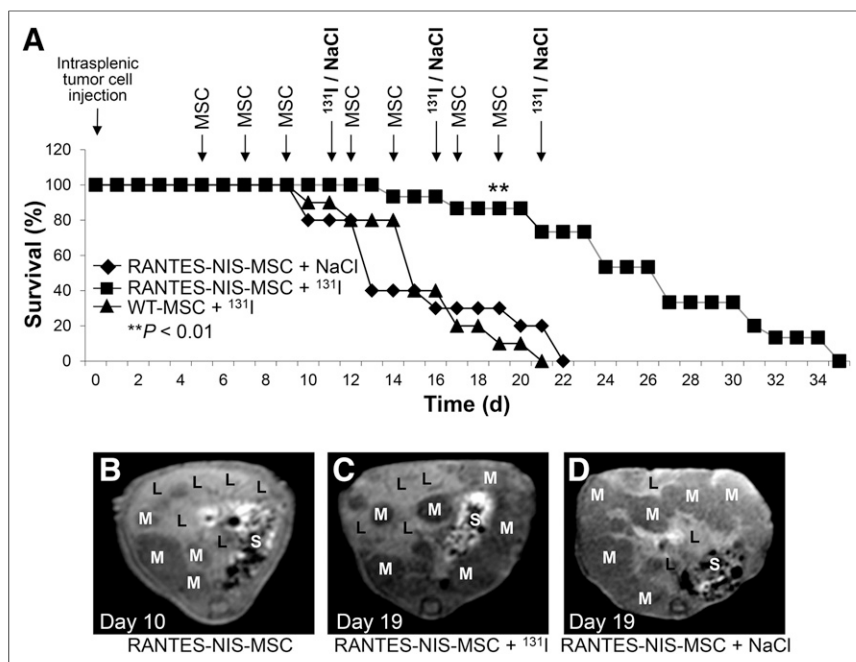 A
Intrasplenic
tumor cell
injection
MSC
MSC
MSC
¹³¹I / NaCl
MSC
MSC
¹³¹I / NaCl
MSC
MSC
¹³¹I / NaCl
Survival (%)
120
100
80
60
40
20
0
**
RANTES-NIS-MSC + NaCl
RANTES-NIS-MSC + ¹³¹I
WT-MSC + ¹³¹I
**P < 0.01
0 2 4 6 8 10 12 14 16 18 20 22 24 26 28 30 32 34
Time (d)
B
L L L L
M L
M M L S
M
Day 10
RANTES-NIS-MSC
C
L L M
M L M S M
L
M M
Day 19
RANTES-NIS-MSC + ¹³¹I
D
L
M M M
M L
M L S
M
Day 19
RANTES-NIS-MSC + NaCl